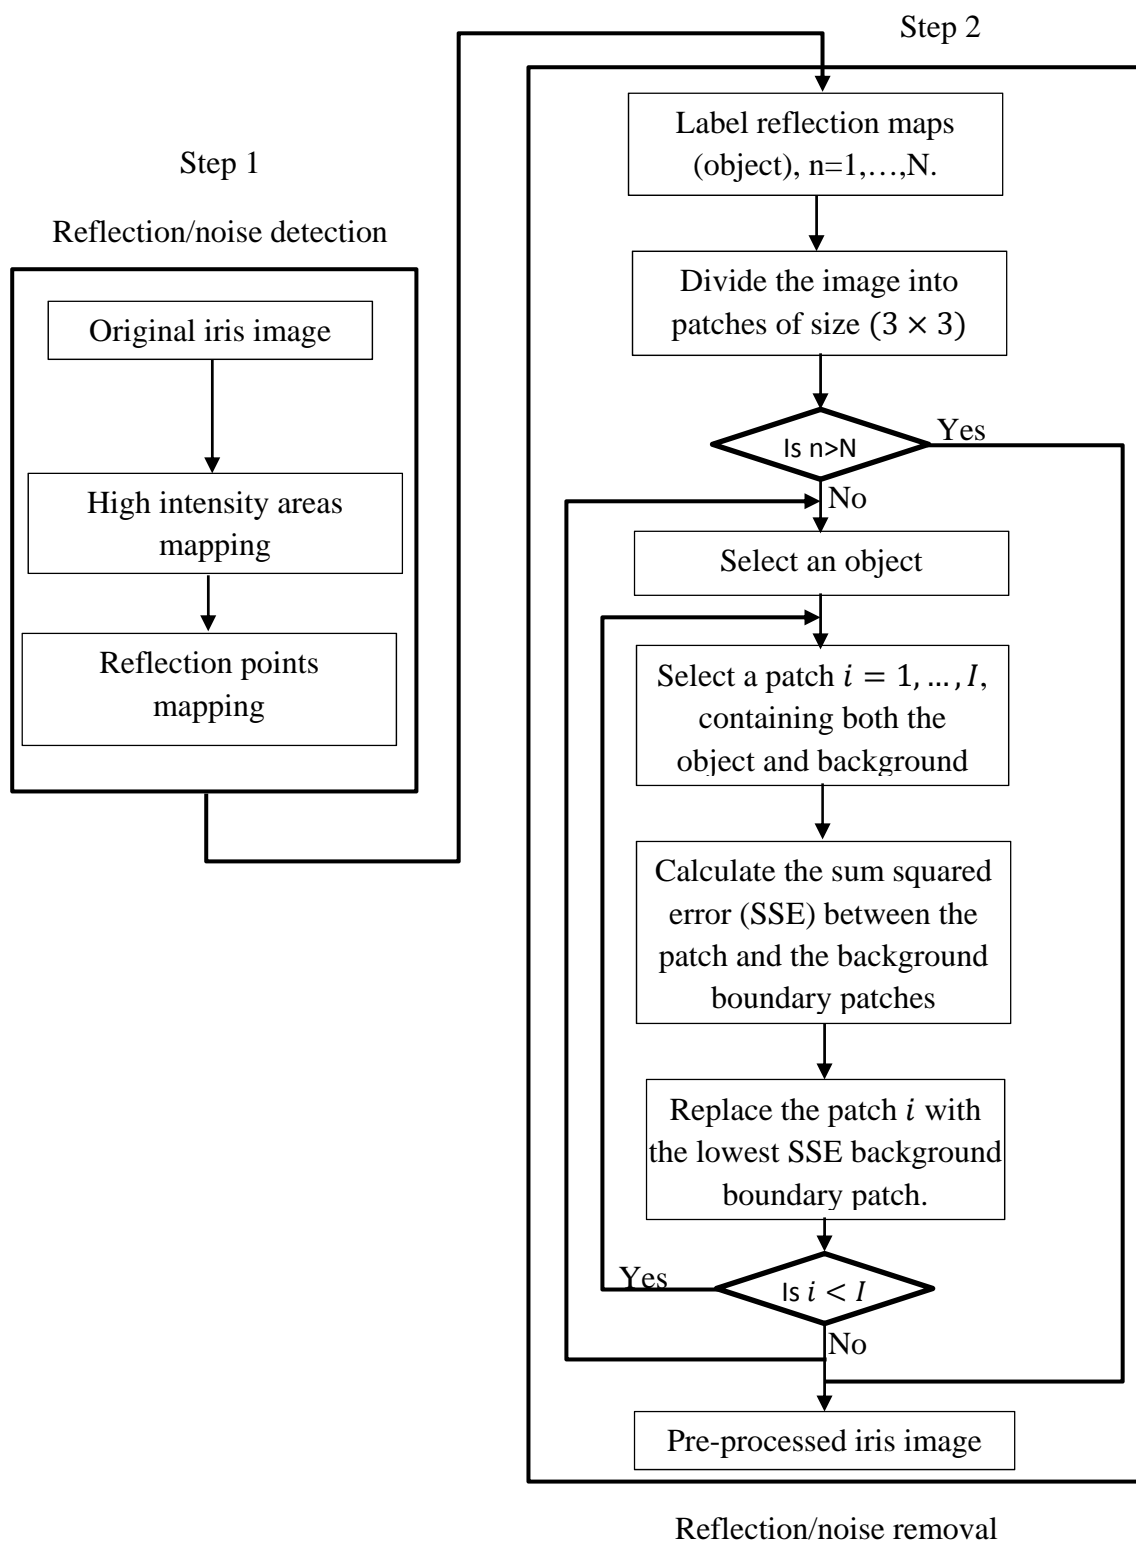 Step 1
Reflection/noise detection
Original iris image
High intensity areas
mapping
Reflection points
mapping
Step 2
Label reflection maps
(object), n=1,…,N.
Divide the image into
patches of size (3 × 3)
Is n>N
Yes
No
Select an object
Select a patch 𝑖 = 1, … , 𝐼,
containing both the
object and background
Calculate the sum squared
error (SSE) between the
patch and the background
boundary patches
Replace the patch 𝑖 with
the lowest SSE background
boundary patch.
Yes
Is 𝑖 < 𝐼
No
Pre-processed iris image
Reflection/noise removal